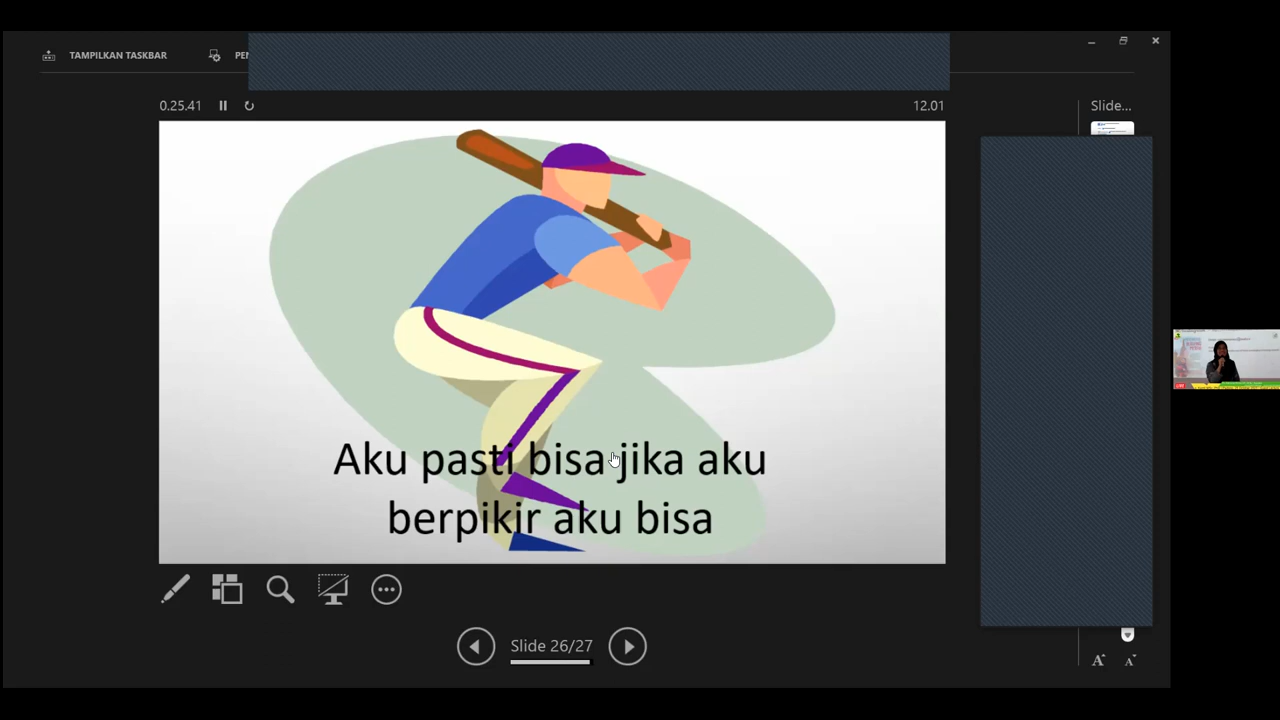 TAMPILKAN TASKBAR
PEN
0.25.41
12.01
Slide...
Aku pasti bisa jika aku
berpikir aku bisa
Slide 26/27
A
A
LIVE